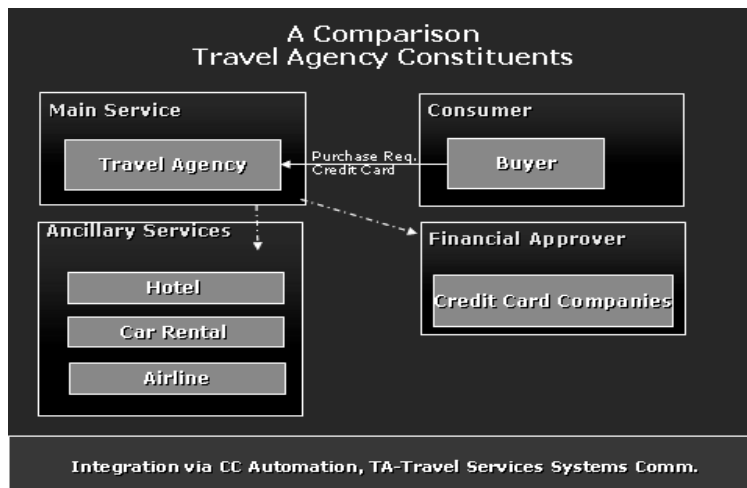 A Comparison
Travel Agency Constituents
Main Service
Travel Agency
Purchase Req.
Credit Card
Consumer
Buyer
Ancillary Services
Hotel
Car Rental
Airline
Financial Approver
Credit Card Companies
Integration via CC Automation, TA-Travel Services Systems Comm.